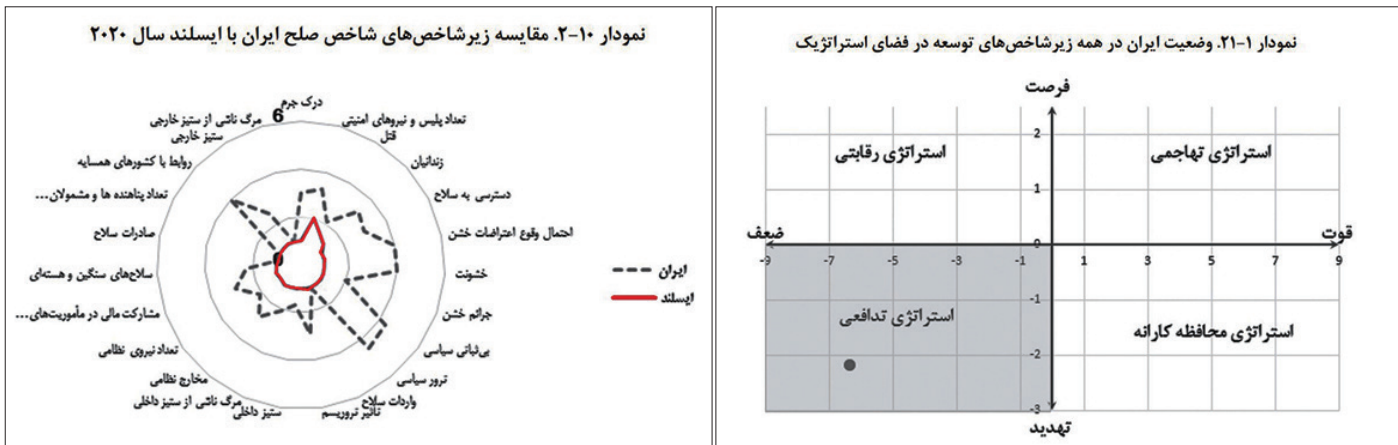 نمودار ۱۰-۲. مقایسه زیرشاخص‌های شاخص صلح ایران با ایسلند سال ۲۰۲۰
درک جرم
6
تعداد پلیس و نیروهای امنیتی
قتل
زندانیان
دسترسی به سلاح
احتمال وقوع اعتراضات خشن
خشونت
جرائم خشن
بی‌ثباتی سیاسی
ترور سیاسی
واردات سلاح
تأثیر تروریسم
ستیز داخلی
مرگ ناشی از ستیز داخلی
مخارج نظامی
تعداد نیروی نظامی
مشارکت مالی در مأموریت‌های...
سلاح‌های سنگین و هسته‌ای
صادرات سلاح
تعداد پناهنده ها و مشمولان...
روابط با کشورهای همسایه
ستیز خارجی
مرگ ناشی از ستیز خارجی
0
ایران
ایسلند
نمودار ۱-۲۱. وضعیت ایران در همه زیرشاخص‌های توسعه در فضای استراتژیک
فرصت
2
استراتژی رقابتی
استراتژی تهاجمی
1
ضعف
0
قوت
-9 -7 -5 -3 -1 1 3 5 7 9
-1
استراتژی تدافعی
استراتژی محافظه کارانه
-2
-3
تهدید